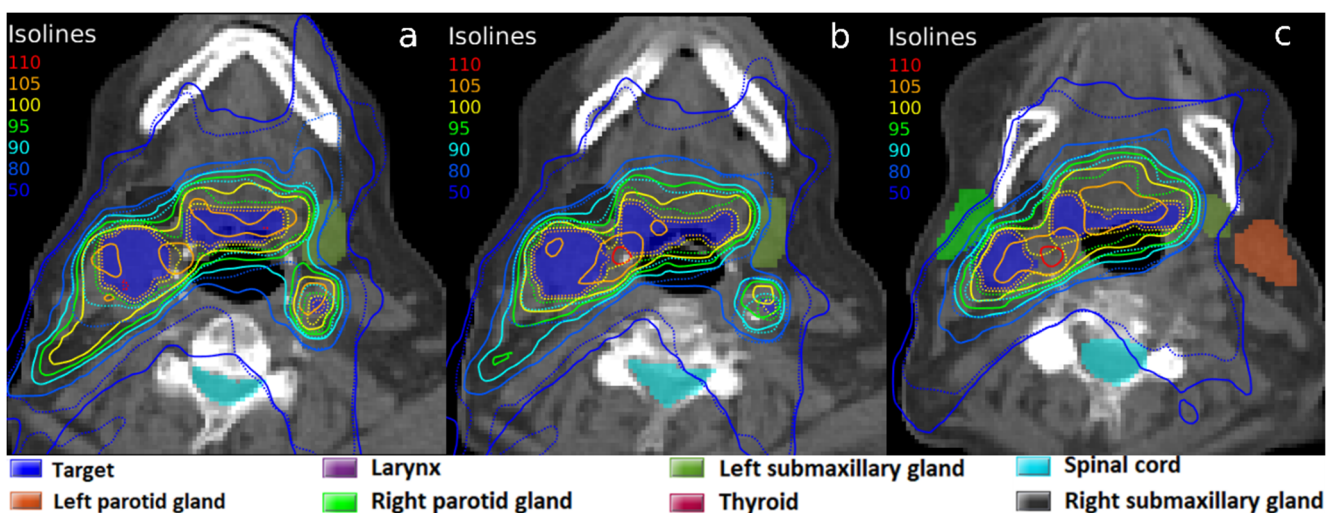 Isolines
110
105
100
95
90
80
50
a
Isolines
110
105
100
95
90
80
50
b
Isolines
110
105
100
95
90
80
50
c
Target
Larynx
Left submaxillary gland
Spinal cord
Left parotid gland
Right parotid gland
Thyroid
Right submaxillary gland